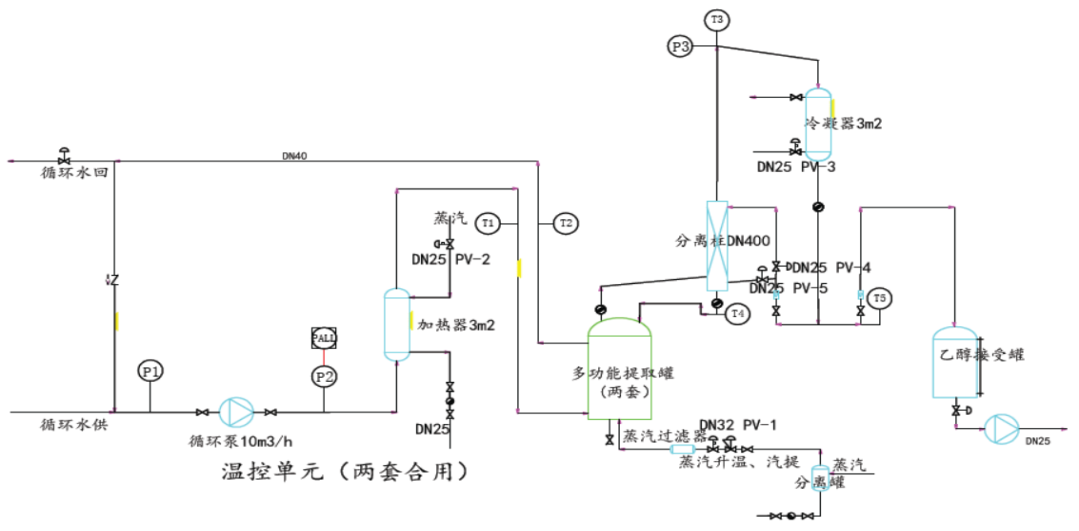 T3
P3
冷凝器3m2
DN25 PV-3
DN40
循环水回
蒸汽
T1
T2
DN25 PV-2
分离柱DN400
DN25 PV-4
DN25 PV-5
T5
T4
加热器3m2
PALL
P1
P2
多功能提取罐
(两套)
乙醇接受罐
循环水供
DN25
循环泵10m3/h
蒸汽过滤器
DN32 PV-1
DN25
蒸汽升温、汽提
蒸汽
分离罐
温控单元（两套合用）